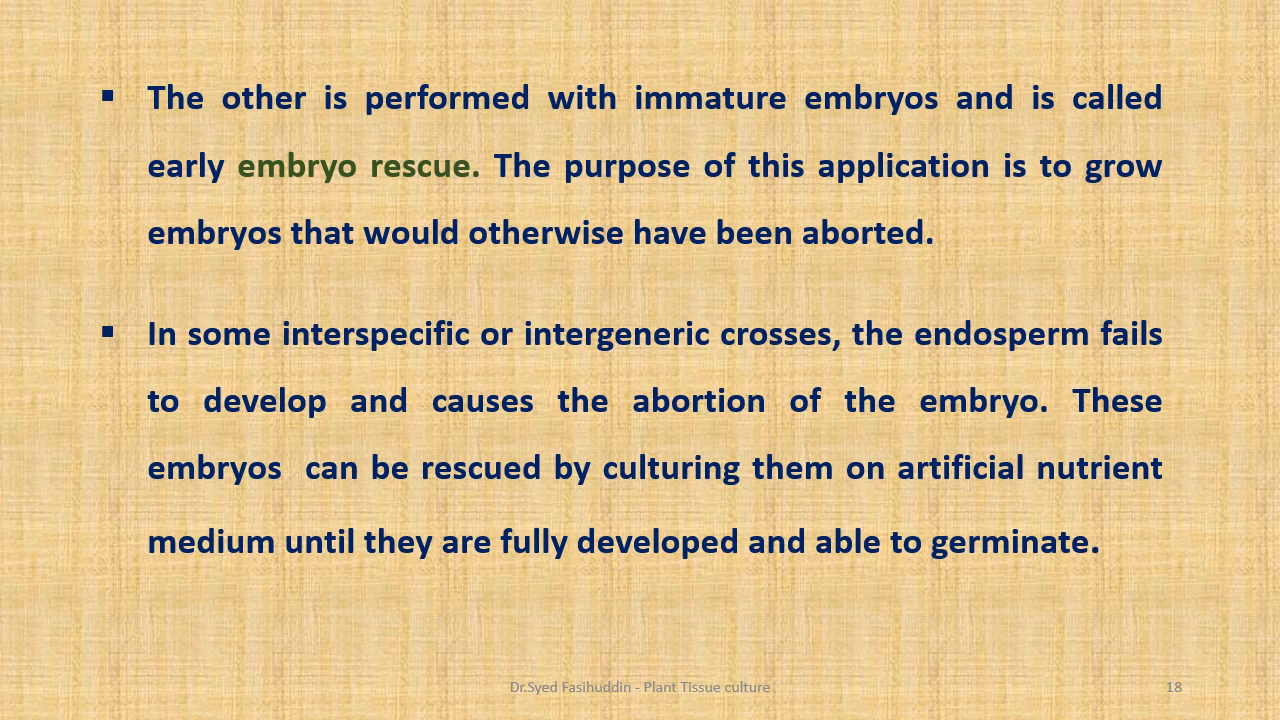 ▪ The other is performed with immature embryos and is called
early embryo rescue. The purpose of this application is to grow
embryos that would otherwise have been aborted.
▪ In some interspecific or intergeneric crosses, the endosperm fails
to develop and causes the abortion of the embryo. These
embryos  can be rescued by culturing them on artificial nutrient
medium until they are fully developed and able to germinate.
Dr.Syed Fasihuddin - Plant Tissue culture
18